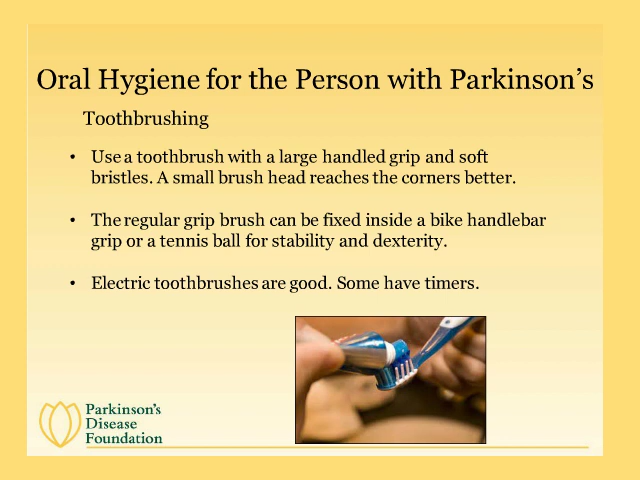 Oral Hygiene for the Person with Parkinson's
Toothbrushing
• Use a toothbrush with a large handled grip and soft
bristles. A small brush head reaches the corners better.
• The regular grip brush can be fixed inside a bike handlebar
grip or a tennis ball for stability and dexterity.
• Electric toothbrushes are good. Some have timers.
Parkinson's
Disease
Foundation